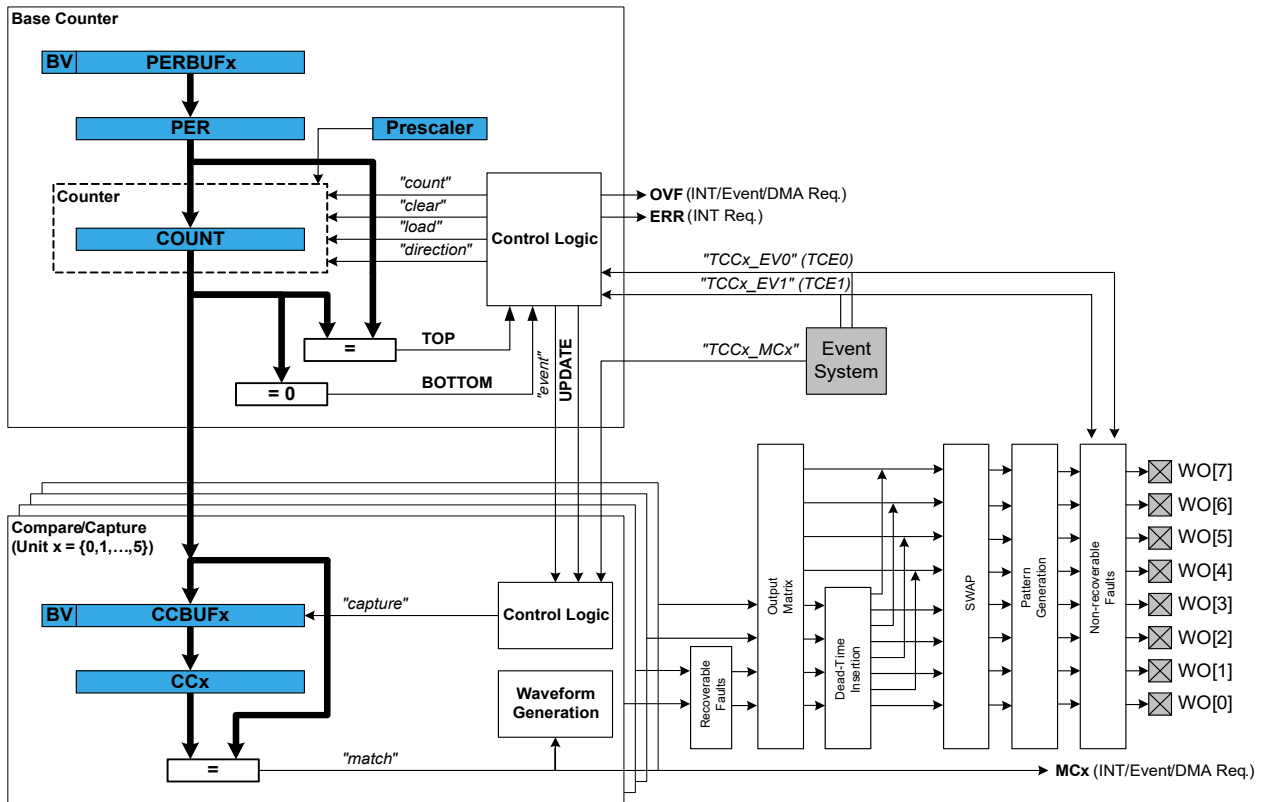 Base Counter
BV PERBUFx
PER
Prescaler
Counter
COUNT
"count"
"clear"
"load"
"direction"
Control Logic
OVF (INT/Event/DMA Req.)
ERR (INT Req.)
"TCCx_EV0" (TCE0)
"TCCx_EV1" (TCE1)
"TCCx_MCx"
Event
System
=
TOP
= 0
BOTTOM
"event"
UPDATE
Compare/Capture
(Unit x = {0,1,…,5})
BV CCBUFx
"capture"
Control Logic
CCx
Waveform
Generation
=
"match"
Recoverable
Faults
Output
Matrix
Dead-Time
Insertion
SWAP
Pattern
Generation
Non-recoverable
Faults
WO[7]
WO[6]
WO[5]
WO[4]
WO[3]
WO[2]
WO[1]
WO[0]
MCx (INT/Event/DMA Req.)